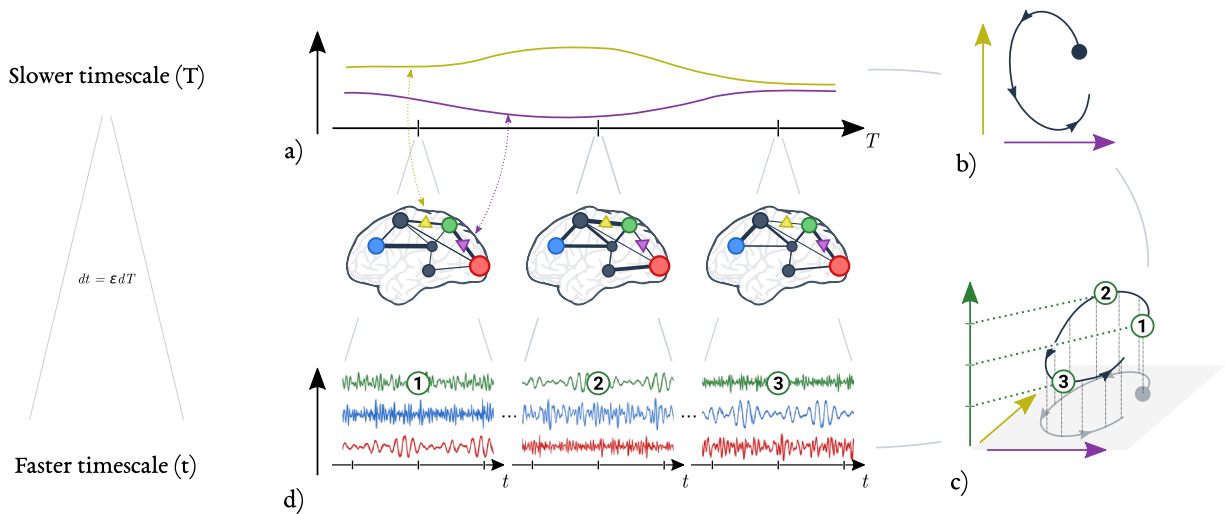 Slower timescale (T)
a)
T
b)
dt = εdT
2
1
3
1
2
3
... ...
Faster timescale (t)
t
t
t
c)
d)